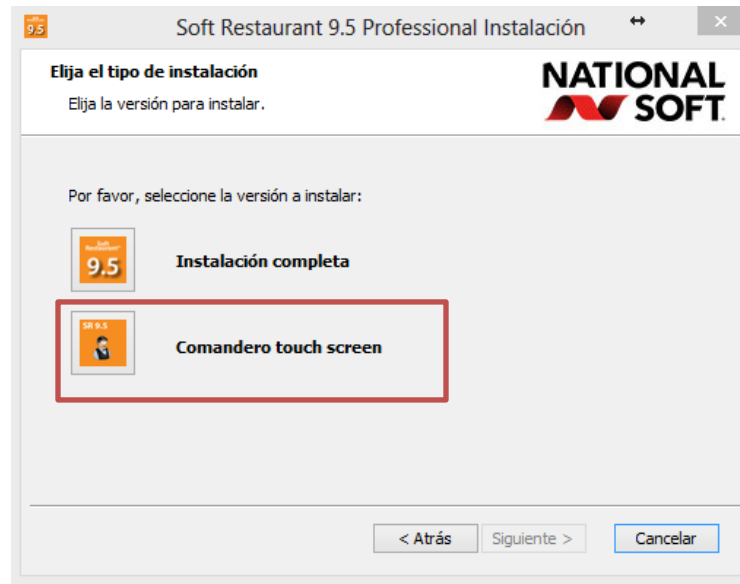 9.5
Soft Restaurant 9.5 Professional Instalación
Elija el tipo de instalación
Elija la versión para instalar.
NATIONAL
SOFT.
Por favor, seleccione la versión a instalar:
Soft
Restaurant
9.5
Instalación completa
SR 9.5
Comandero touch screen
< Atrás
Siguiente >
Cancelar